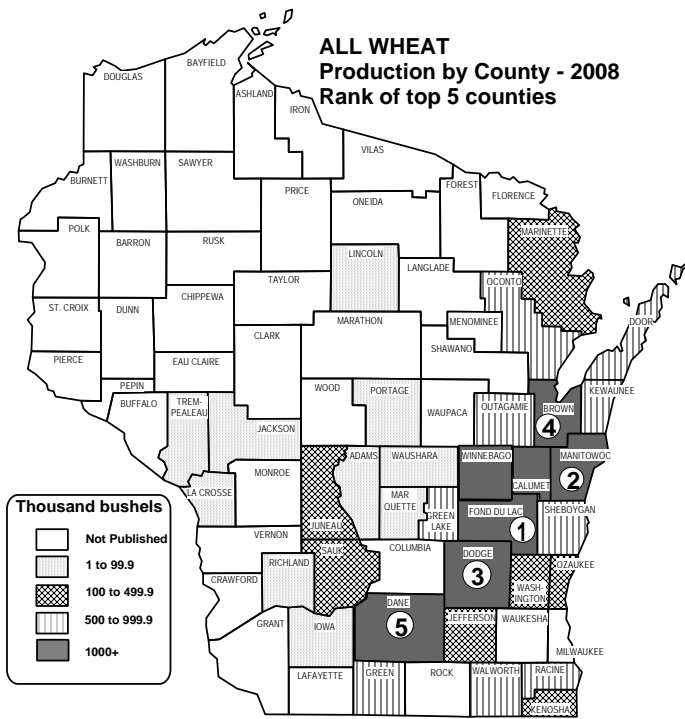 ALL WHEAT
Production by County - 2008
Rank of top 5 counties
DOUGLAS
BAYFIELD
ASHLAND
IRON
VILAS
BURNETT
WASHBURN
SAWYER
PRICE
ONEIDA
FOREST
FLORENCE
MARINETTE
POLK
BARRON
RUSK
LINCOLN
LANGLADE
OCONTO
TAYLOR
CHIPPEWA
ST. CROIX
DUNN
MARATHON
MENOMINEE
DOOR
CLARK
SHAWANO
PIERCE
EAU CLAIRE
PEPIN
BUFFALO
TREM-
PEALEAU
WOOD
PORTAGE
WAUPACA
OUTAGAMIE
BROWN
4
KEWAUNEE
JACKSON
ADAMS
WAUSHARA
WINNEBAGO
CALUMET
MANITOWOC
2
MONROE
LA CROSSE
JUNEAU
MAR
QUETTE
GREEN
LAKE
FOND DU LAC
1
SHEBOYGAN
VERNON
SAUK
COLUMBIA
DODGE
3
OZAUKEE
WASH-
INGTON
CRAWFORD
RICHLAND
DANE
5
JEFFERSON
WAUKESHA
MILWAUKEE
GRANT
IOWA
LAFAYETTE
GREEN
ROCK
WALWORTH
RACINE
KENOSHA
Thousand bushels
Not Published
1 to 99.9
100 to 499.9
500 to 999.9
1000+